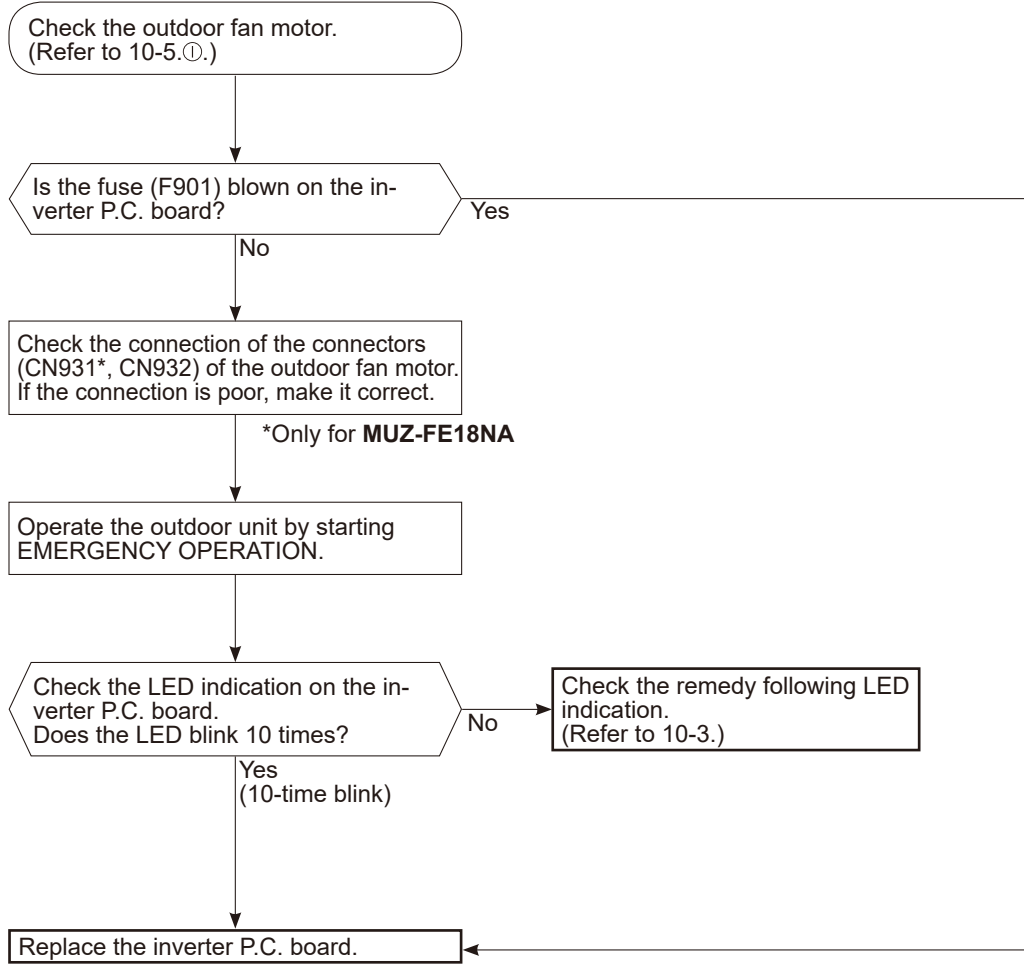 Check the outdoor fan motor.
(Refer to 10-5.Ⓘ.)
Is the fuse (F901) blown on the in-
verter P.C. board?
Yes
No
Check the connection of the connectors
(CN931*, CN932) of the outdoor fan motor.
If the connection is poor, make it correct.
*Only for MUZ-FE18NA
Operate the outdoor unit by starting
EMERGENCY OPERATION.
Check the LED indication on the in-
verter P.C. board.
Does the LED blink 10 times?
No
Check the remedy following LED
indication.
(Refer to 10-3.)
Yes
(10-time blink)
Replace the inverter P.C. board.